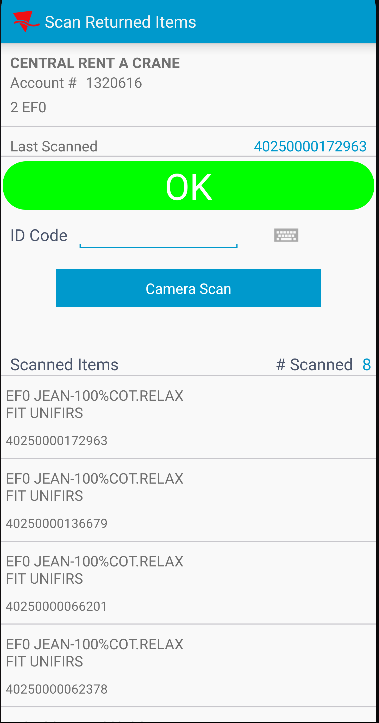 Scan Returned Items
CENTRAL RENT A CRANE
Account # 1320616
2 EF0
Last Scanned 40250000172963
OK
ID Code
Camera Scan
Scanned Items # Scanned 8
EF0 JEAN-100%COT.RELAX
FIT UNIFIRS
40250000172963
EF0 JEAN-100%COT.RELAX
FIT UNIFIRS
40250000136679
EF0 JEAN-100%COT.RELAX
FIT UNIFIRS
40250000066201
EF0 JEAN-100%COT.RELAX
FIT UNIFIRS
40250000062378